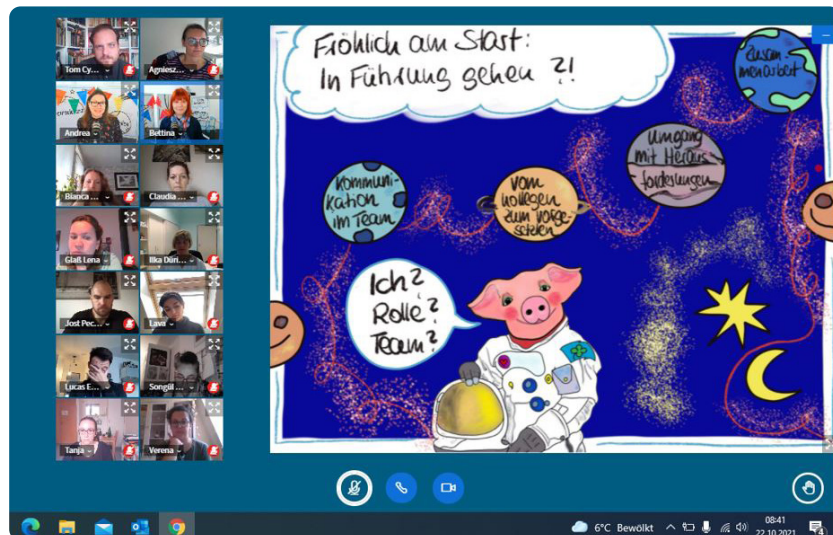 Tom Cy...
Agniesz...
Andrea
Bettina
Bianca
Claudia
Glaß Lena
Ilka Düri...
Jost Pec...
Lava
Lucas E...
Songül
Tanja
Verena
Fröhlich am Start:
In Führung gehen ?!
Zusam-
menarbeit
Umgang
mit Heraus
forderungen
Kommuni-
kation
im Team
Vom
Kollegen
zum Vorge-
setzten
Ich?
Rolle?
Team?
6°C Bewölkt
08:41
22.10.2021
4